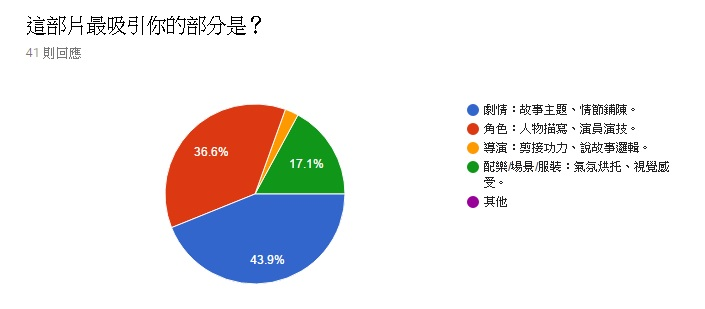 這部片最吸引你的部分是？
41 則回應
36.6%
17.1%
43.9%
劇情：故事主題、情節鋪陳。
角色：人物描寫、演員演技。
導演：剪接功力、說故事邏輯。
配樂/場景/服裝：氣氛烘托、視覺感
受。
其他